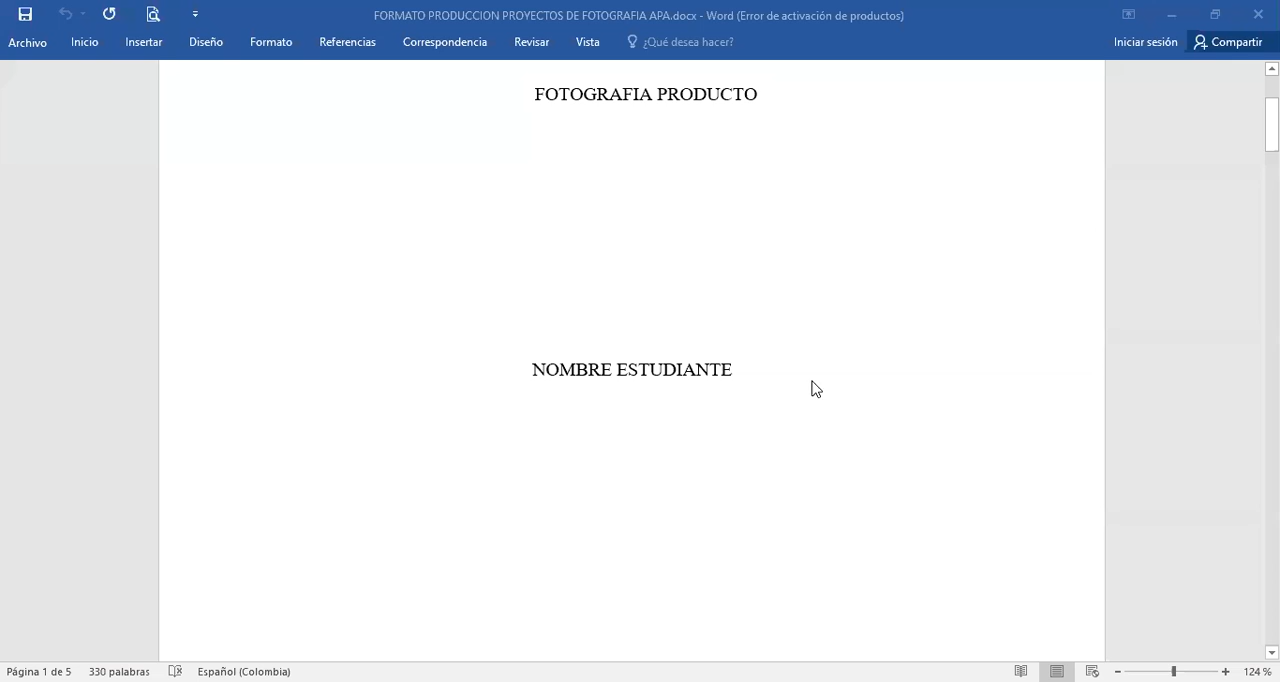 FORMATO PRODUCCION PROYECTOS DE FOTOGRAFIA APA.docx - Word (Error de activación de productos)
Archivo Inicio Insertar Diseño Formato Referencias Correspondencia Revisar Vista ¿Qué desea hacer? Iniciar sesión Compartir
FOTOGRAFIA PRODUCTO
NOMBRE ESTUDIANTE
Página 1 de 5 330 palabras Español (Colombia) 124 %